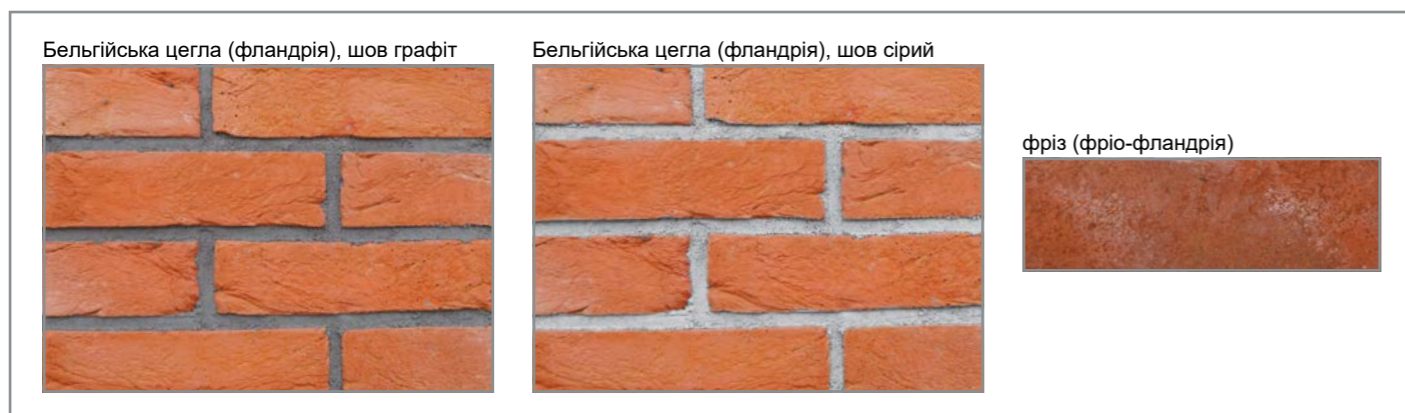 Бельгійська цегла (фландрія), шов графіт
Бельгійська цегла (фландрія), шов сірий
фріз (фріо-фландрія)